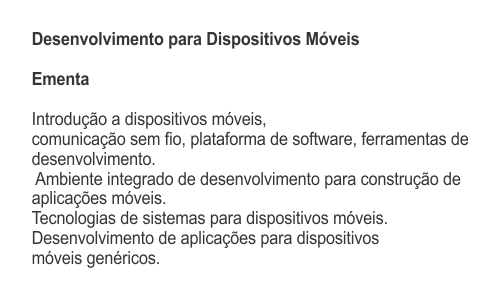 Desenvolvimento para Dispositivos Móveis
Ementa
Introdução a dispositivos móveis,
comunicação sem fio, plataforma de software, ferramentas de
desenvolvimento.
Ambiente integrado de desenvolvimento para construção de
aplicações móveis.
Tecnologias de sistemas para dispositivos móveis.
Desenvolvimento de aplicações para dispositivos
móveis genéricos.